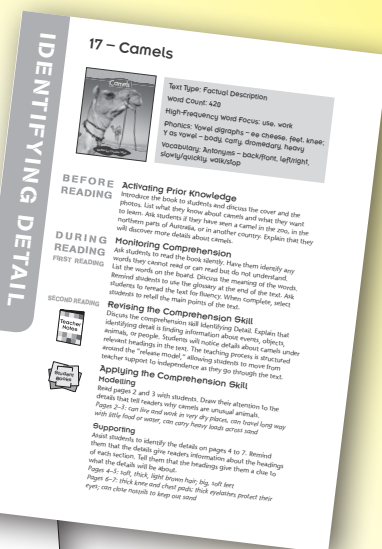 IDENTIFYING DETAIL
17 – Camels
Camels
Text Type: Factual Description
Word Count: 420
High-Frequency Word Focus: use, work
Phonics: Vowel digraphs – ee cheese, feet, knee;
Y as vowel – body, carry, dromedary, heavy
Vocabulary: Antonyms – back/front, left/right,
slowly/quickly, walk/stop
BEFORE
READING
Activating Prior Knowledge
Introduce the book to students and discuss the cover and the
photos. List what they know about camels and what they want
to learn. Ask students if they have seen a camel in the zoo, in the
northern parts of Australia, or in another country. Explain that they
will discover more details about camels.
DURING
READING
FIRST READING
Monitoring Comprehension
Ask students to read the book silently. Have them identify any
words they cannot read or can read but do not understand.
List the words on the board. Discuss the meaning of the words.
Remind students to use the glossary at the end of the text. Ask
students to reread the text for fluency. When complete, select
students to retell the main points of the text.
SECOND READING
Teacher
Notes
Revising the Comprehension Skill
Discuss the comprehension skill Identifying Detail. Explain that
identifying detail is finding information about events, objects,
animals, or people. Students will notice details about camels under
relevant headings in the text. The teaching process is structured
around the "release model," allowing students to move from
teacher support to independence as they go through the text.
Student
Books
Applying the Comprehension Skill
Modelling
Read pages 2 and 3 with students. Draw their attention to the
details that tell readers why camels are unusual animals.
Pages 2–3: can live and work in very dry places, can travel long way
with little food or water, can carry heavy loads across sand
Supporting
Assist students to identify the details on pages 4 to 7. Remind
them that the details give readers information about the headings
of each section. Tell them that the headings give them a clue to
what the details will be about.
Pages 4–5: soft, thick, light brown hair; big, soft feet
Pages 6–7: thick knee and chest pads; thick eyelashes protect their
eyes; can close nostrils to keep out sand